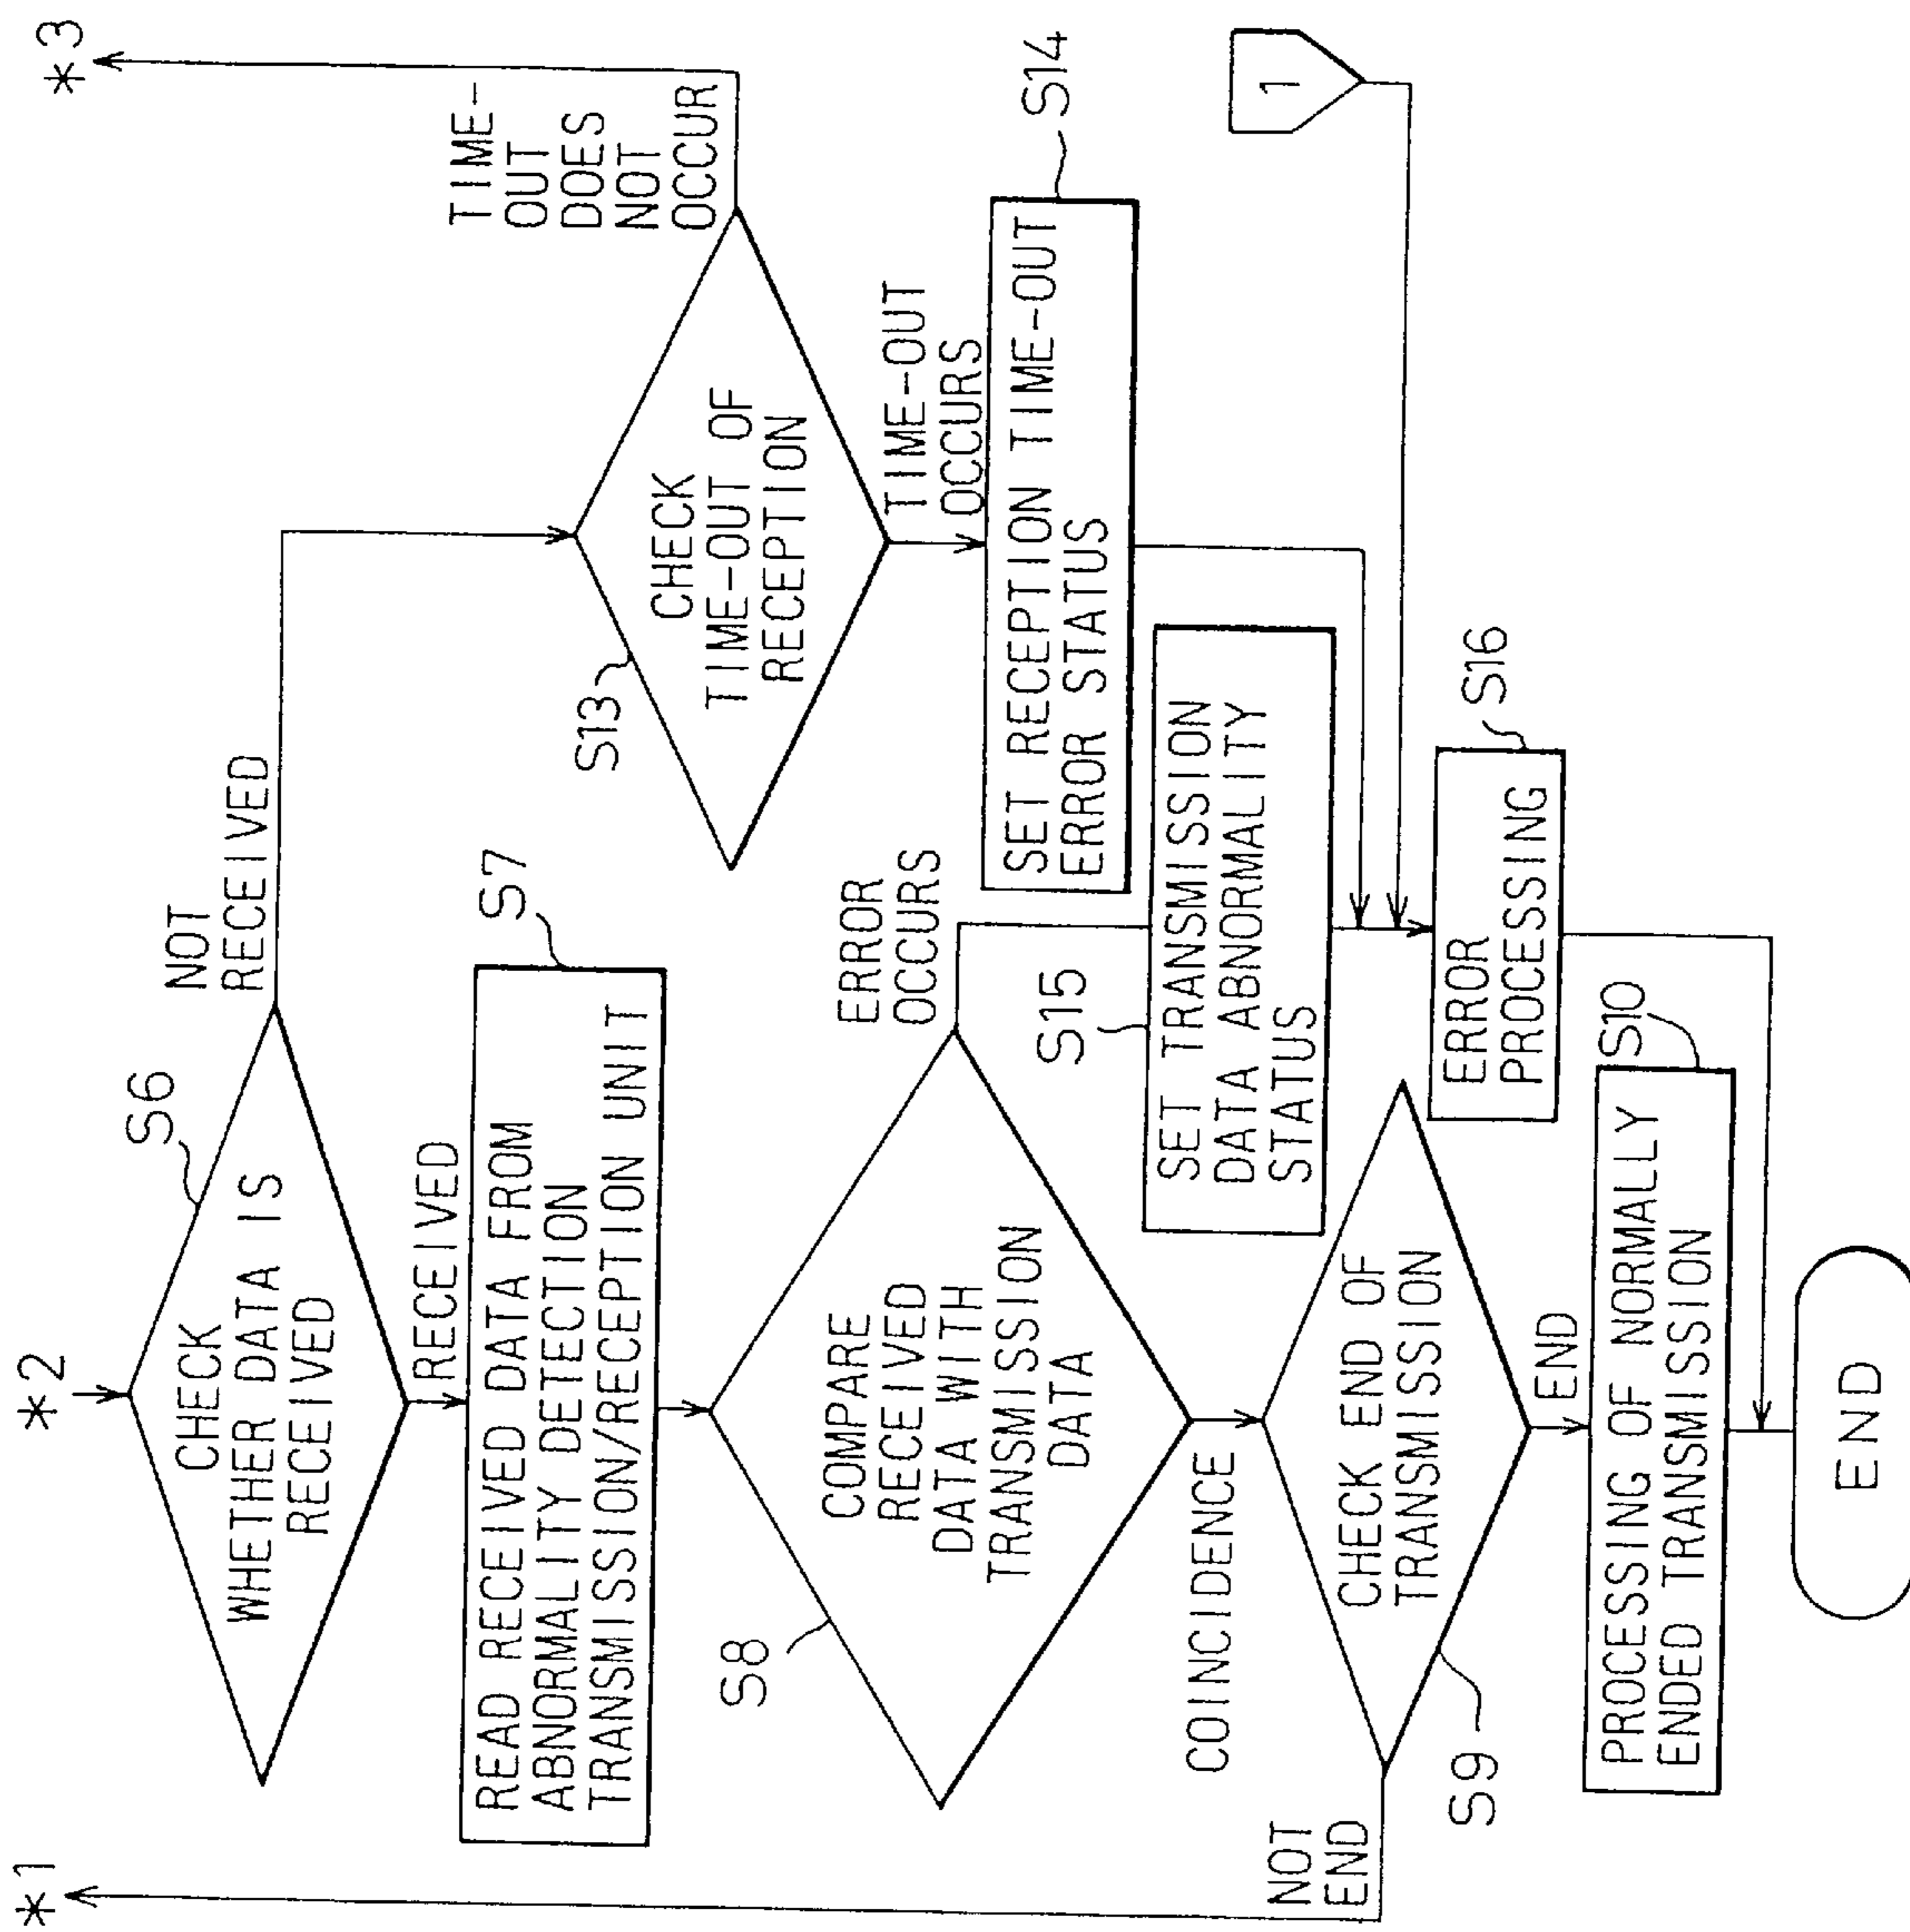 *1
*2
*3
CHECK
WHETHER DATA IS
RECEIVED
S6
NOT
RECEIVED
RECEIVED
READ RECEIVED DATA FROM
ABNORMALITY DETECTION
TRANSMISSION/RECEPTION UNIT
S7
CHECK
TIME-OUT OF
RECEPTION
S13
TIME-
OUT
DOES
NOT
OCCUR
TIME-OUT
OCCURS
SET RECEPTION TIME-OUT
ERROR STATUS
S14
COMPARE
RECEIVED
DATA WITH
TRANSMISSION
DATA
S8
ERROR
OCCURS
S15
SET TRANSMISSION
DATA ABNORMALITY
STATUS
1
COINCIDENCE
CHECK END OF
TRANSMISSION
S9
NOT
END
END
ERROR
PROCESSING
S16
PROCESSING OF NORMALLY
ENDED TRANSMISSION
S10
END